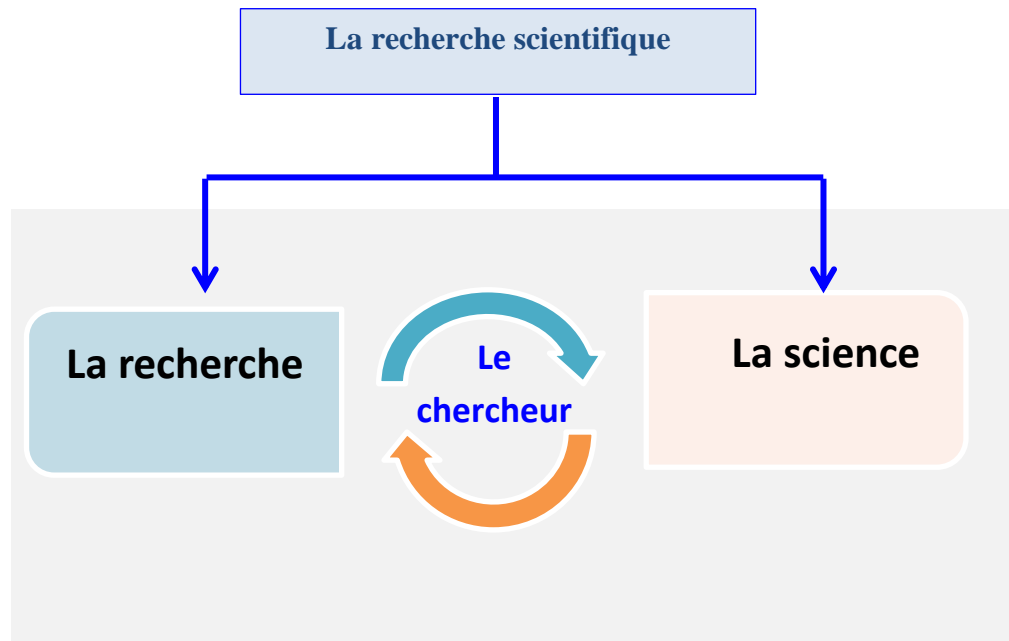 La recherche scientifique
La recherche
Le
chercheur
La science